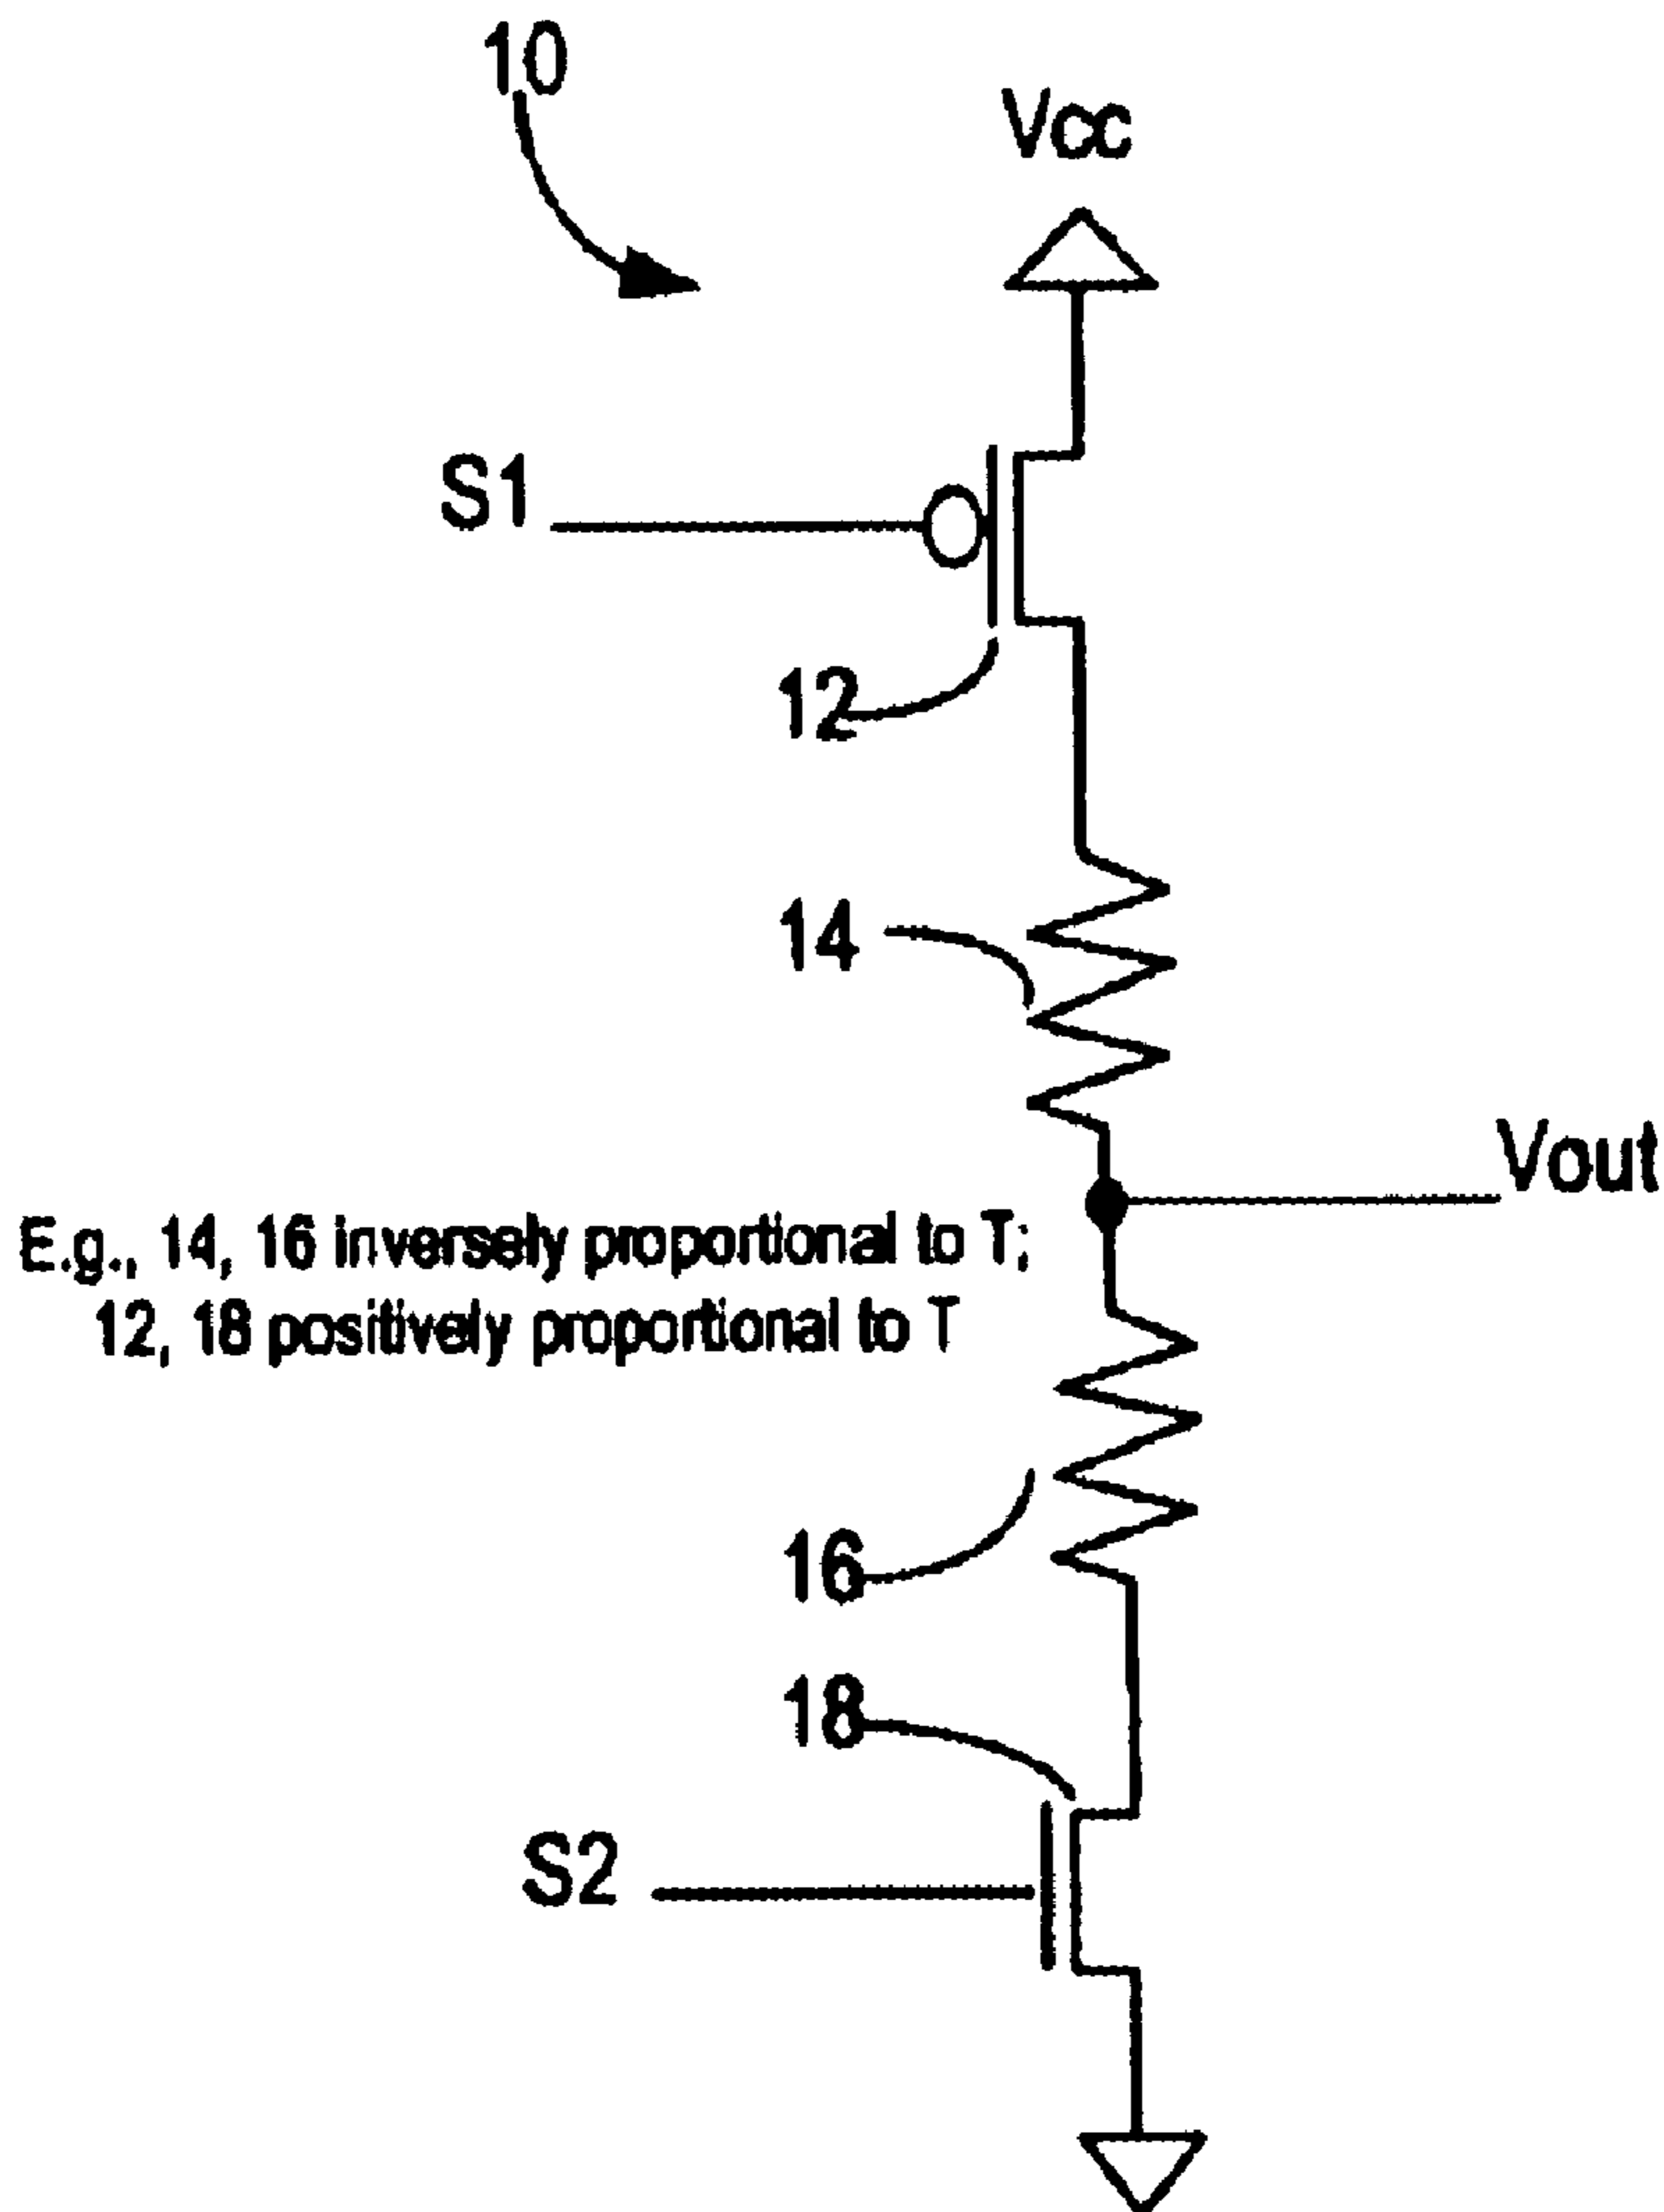 10
Vcc
S1
12
14
Vout
E.g., 14, 16 inversely proportional to T;
12, 18 positively proportional to T
16
18
S2